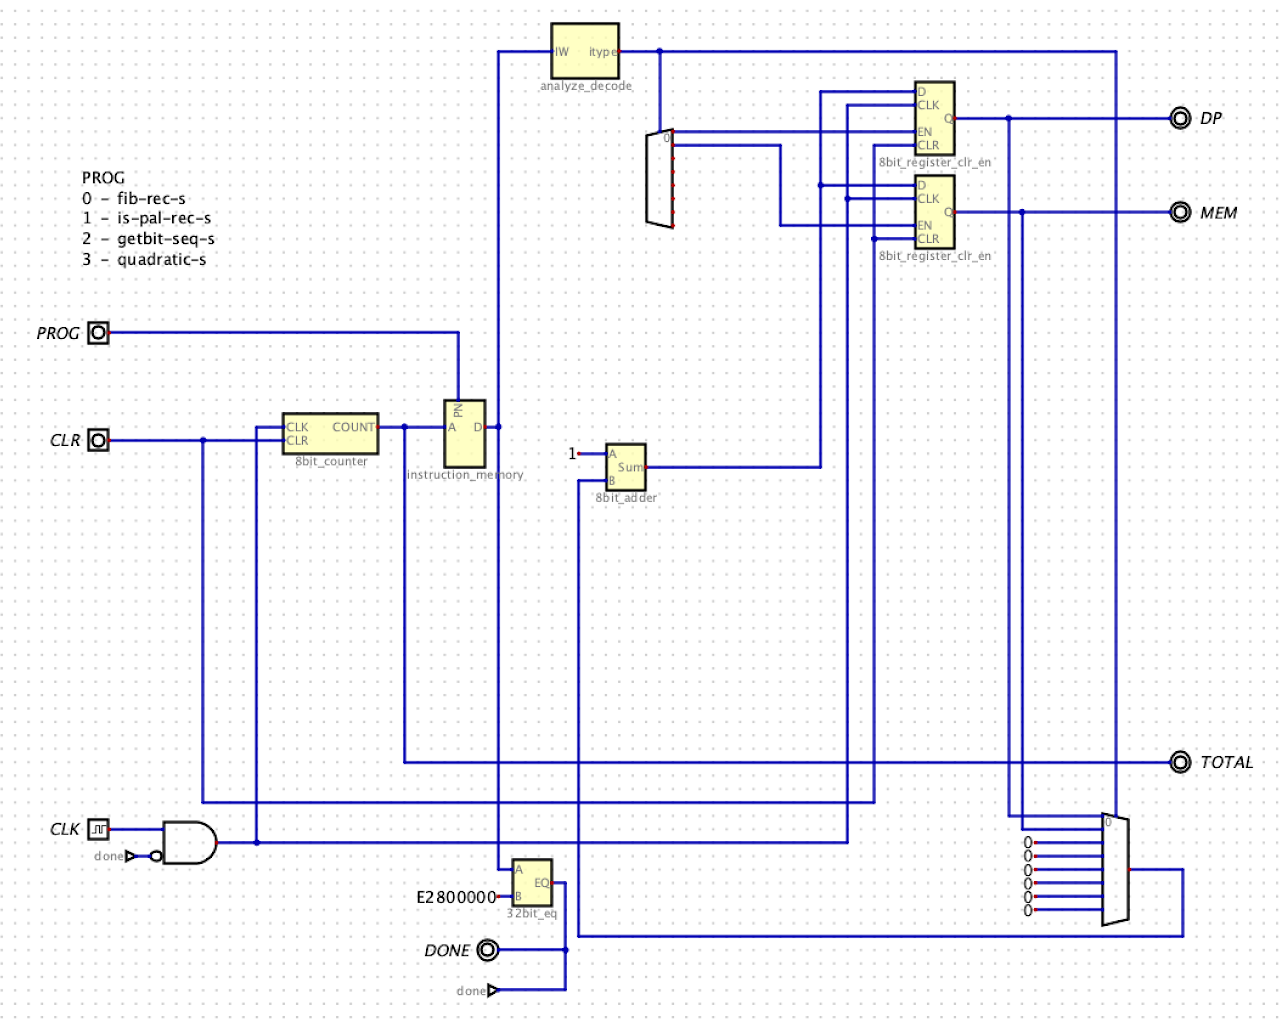 IW itype
analyze_decode
D
CLK
Q
EN
CLR
8bit_register_clr_en
DP
0
D
CLK
Q
EN
CLR
8bit_register_clr_en
MEM
PROG
0 - fib-rec-s
1 - is-pal-rec-s
2 - getbit-seq-s
3 - quadratic-s
PROG
CLR
CLK COUNT
CLR
8bit_counter
PN
A D
instruction_memory
1
A
Sum
B
8bit_adder
TOTAL
CLK
done
0
0
0
0
0
0
0
A
EQ
E2800000 B
32bit_eq
DONE
done